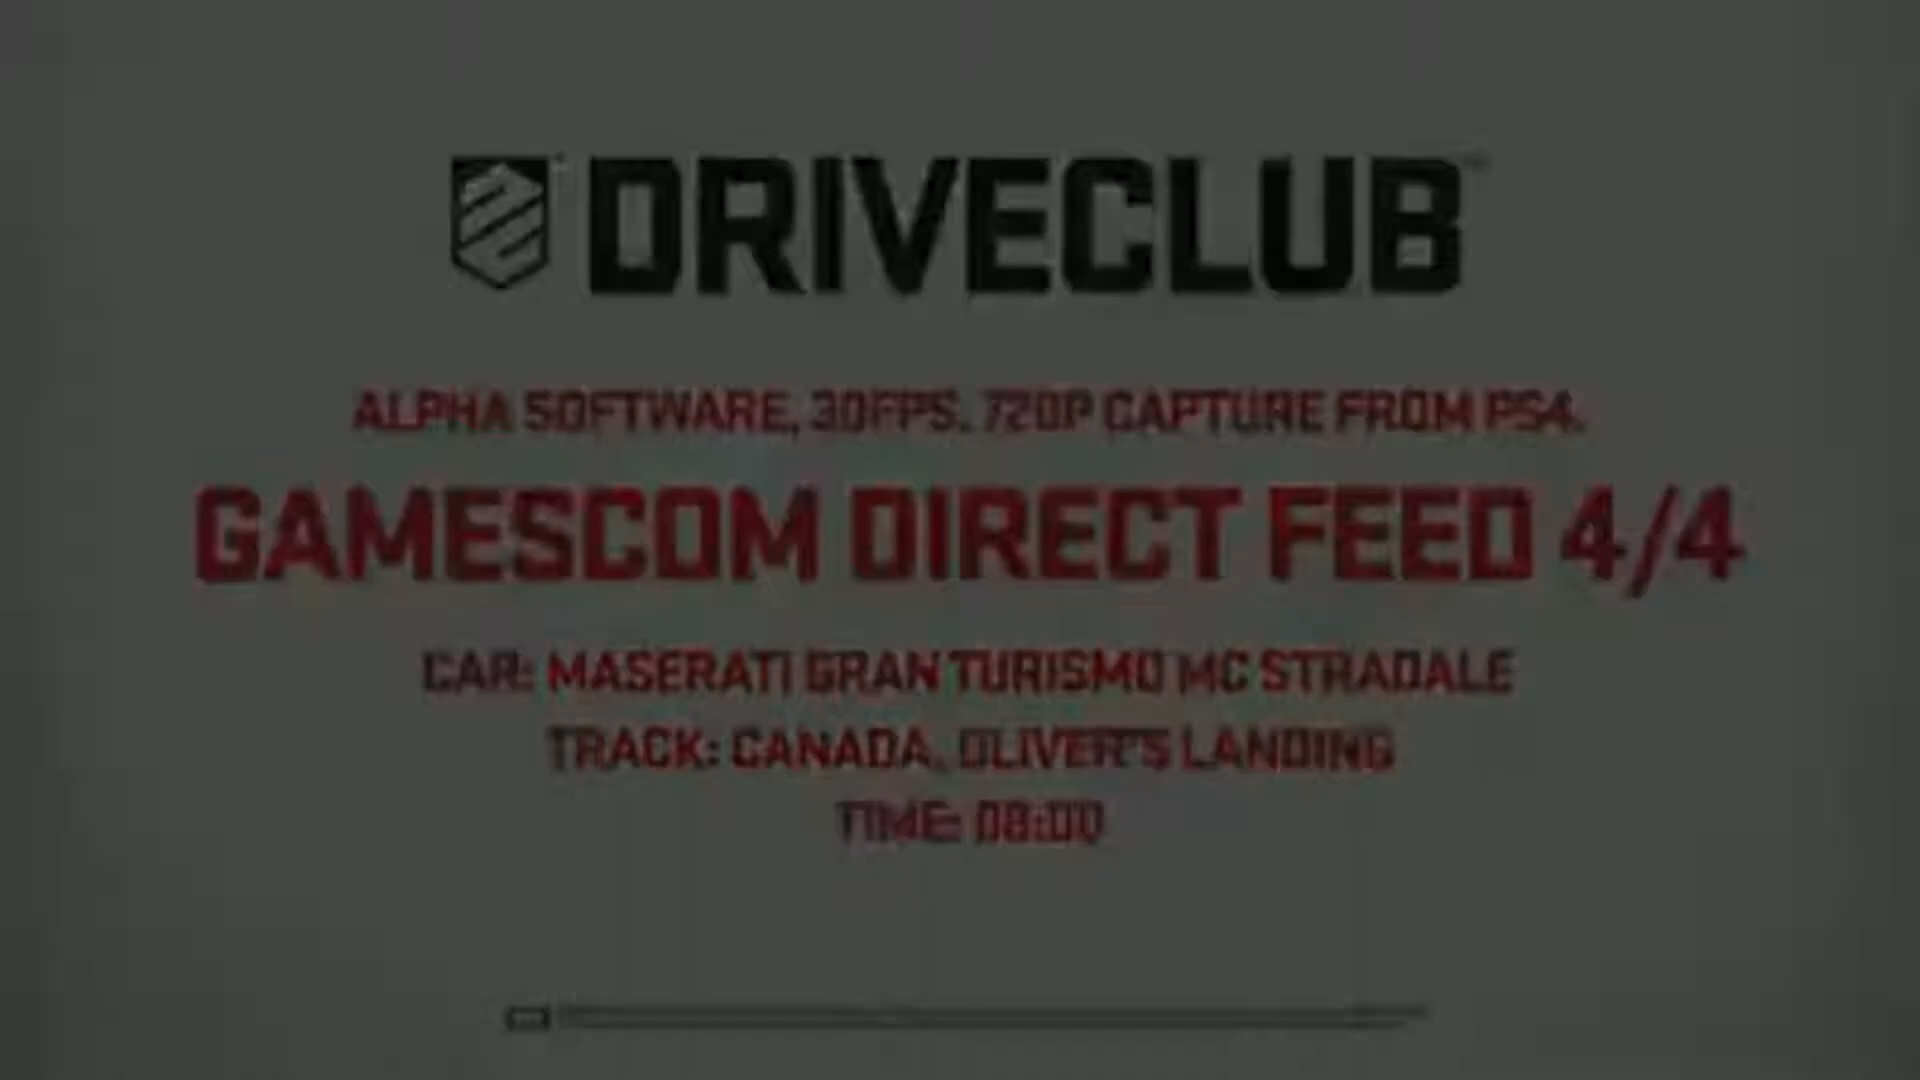 DRIVECLUB
ALPHA SOFTWARE, 30FPS. 720P CAPTURE FROM PS4.
GAMESCOM DIRECT FEED 4/4
CAR: MASERATI GRAN TURISMO MC STRADALE
TRACK: CANADA, OLIVER'S LANDING
TIME: 08:00